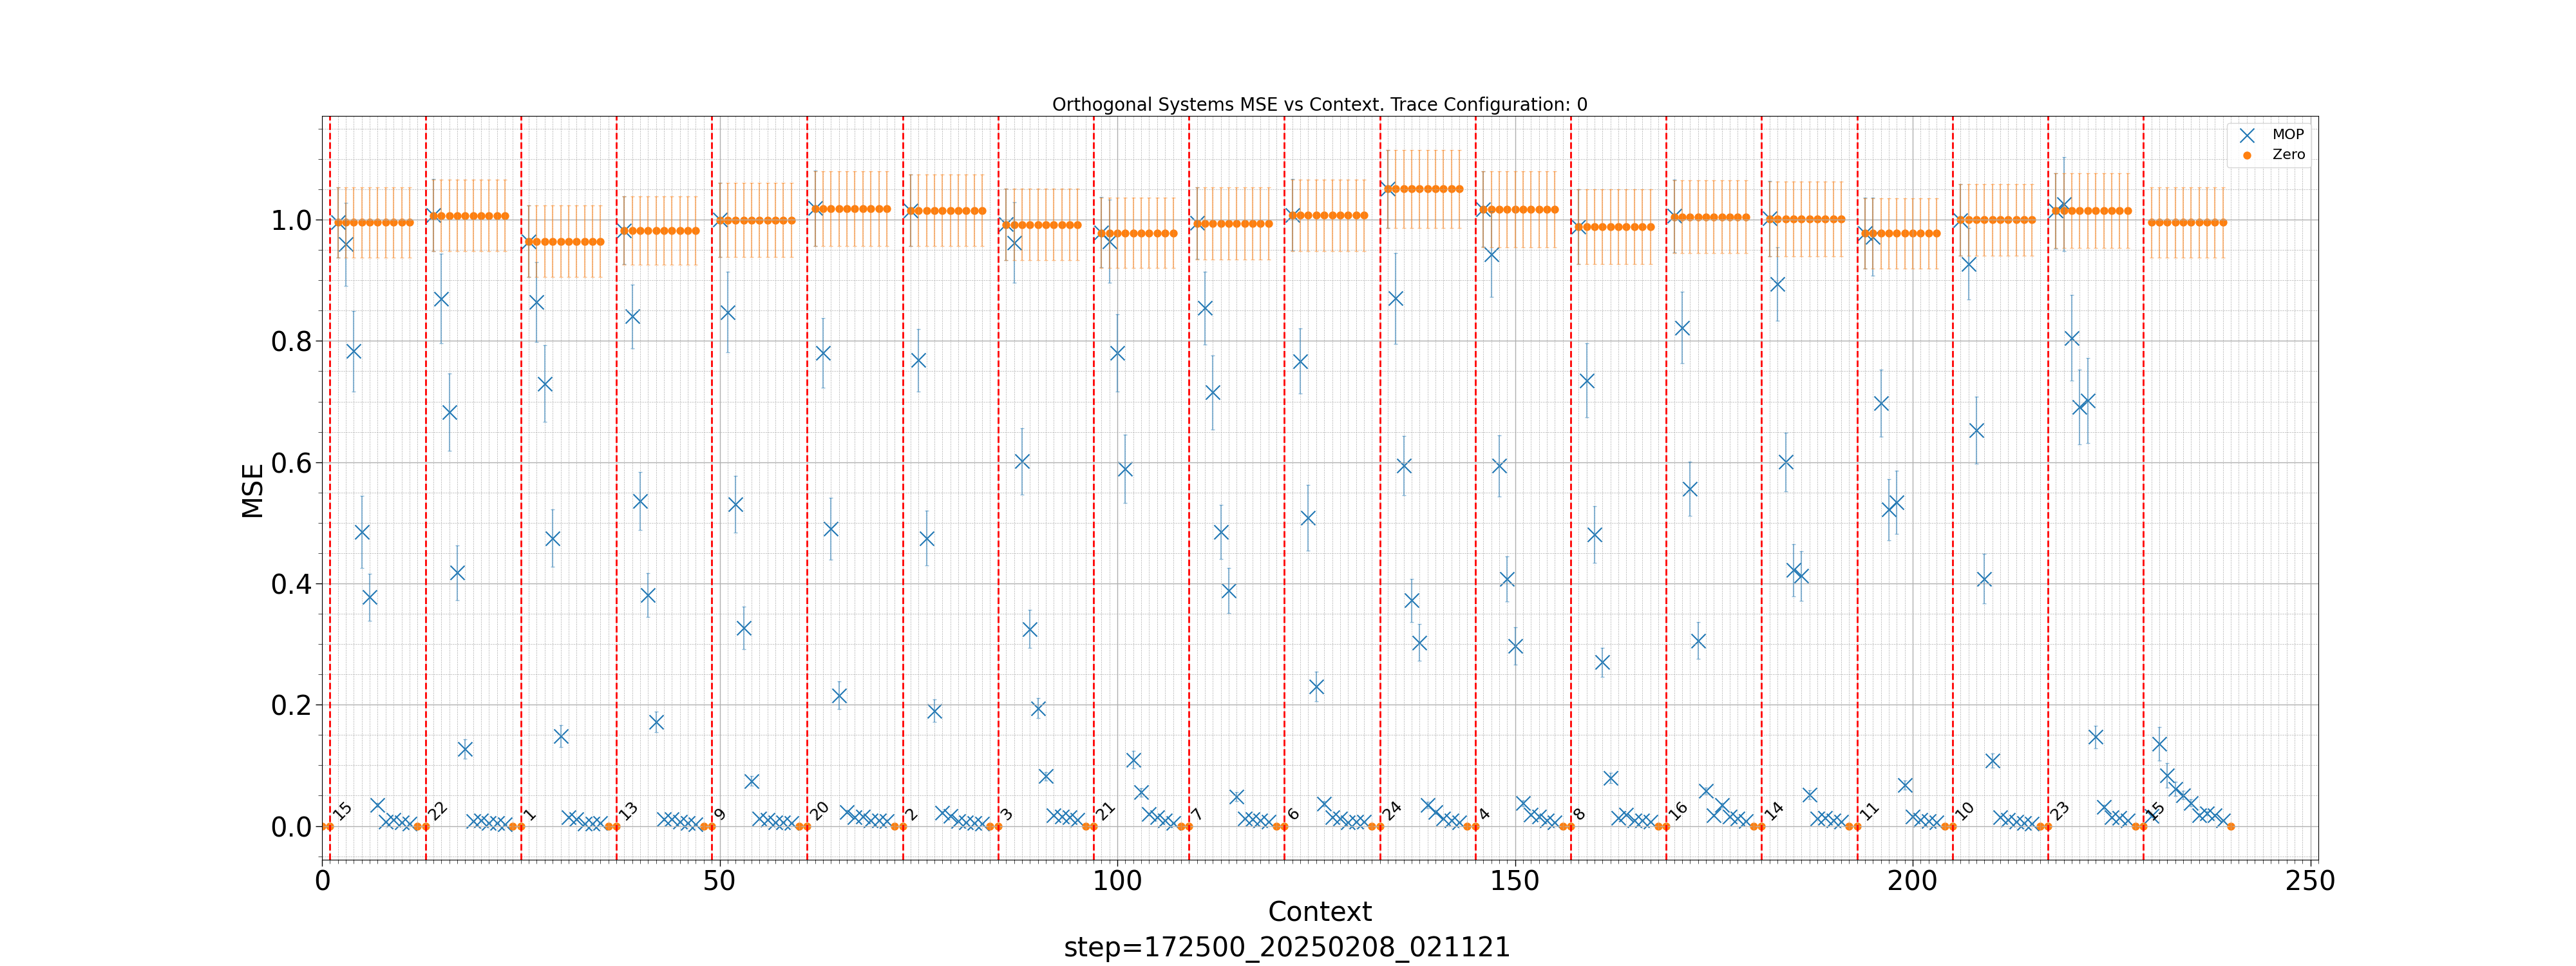 Orthogonal Systems MSE vs Context. Trace Configuration: 0
MOP
Zero
MSE
1.0
0.8
0.6
0.4
0.2
0.0
15 22 1 13 9 20 2 3 21 7 6 24 4 8 16 14 11 10 23 15
0 50 100 150 200 250
Context
step=172500_20250208_021121